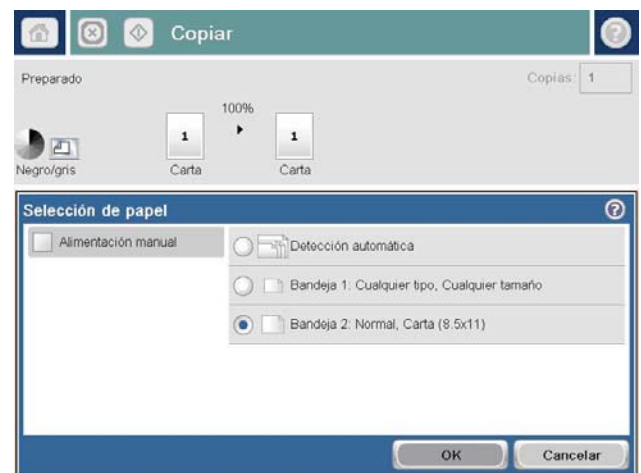 Copiar
Preparado
Copias: 1
100%
1 1
Negro/gris Carta Carta
Selección de papel
Alimentación manual
Detección automática
Bandeja 1: Cualquier tipo, Cualquier tamaño
Bandeja 2: Normal, Carta (8.5x11)
OK Cancelar